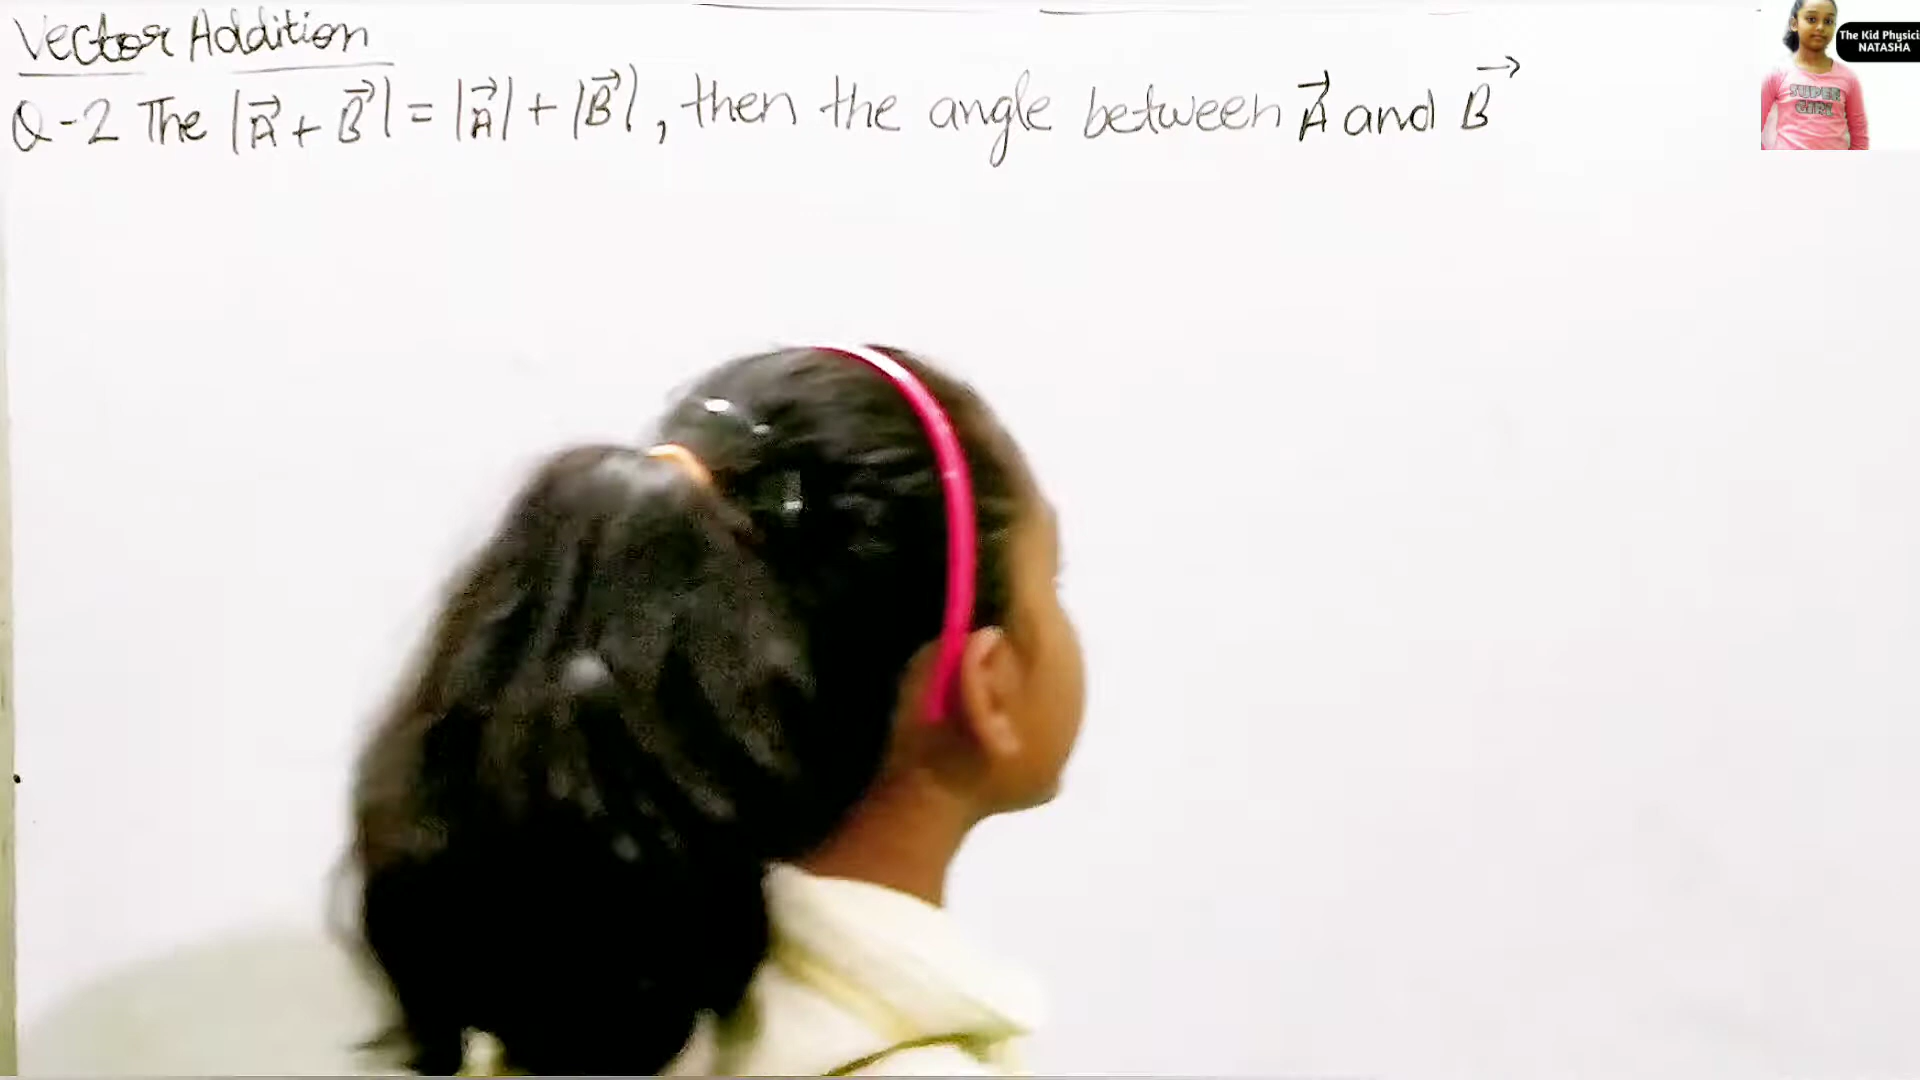 Vector Addition
Q-2 The |A⃗ + B⃗| = |A⃗| + |B⃗|, then the angle between A⃗ and B⃗
The Kid Physici
NATASHA
SUPER
GIRL